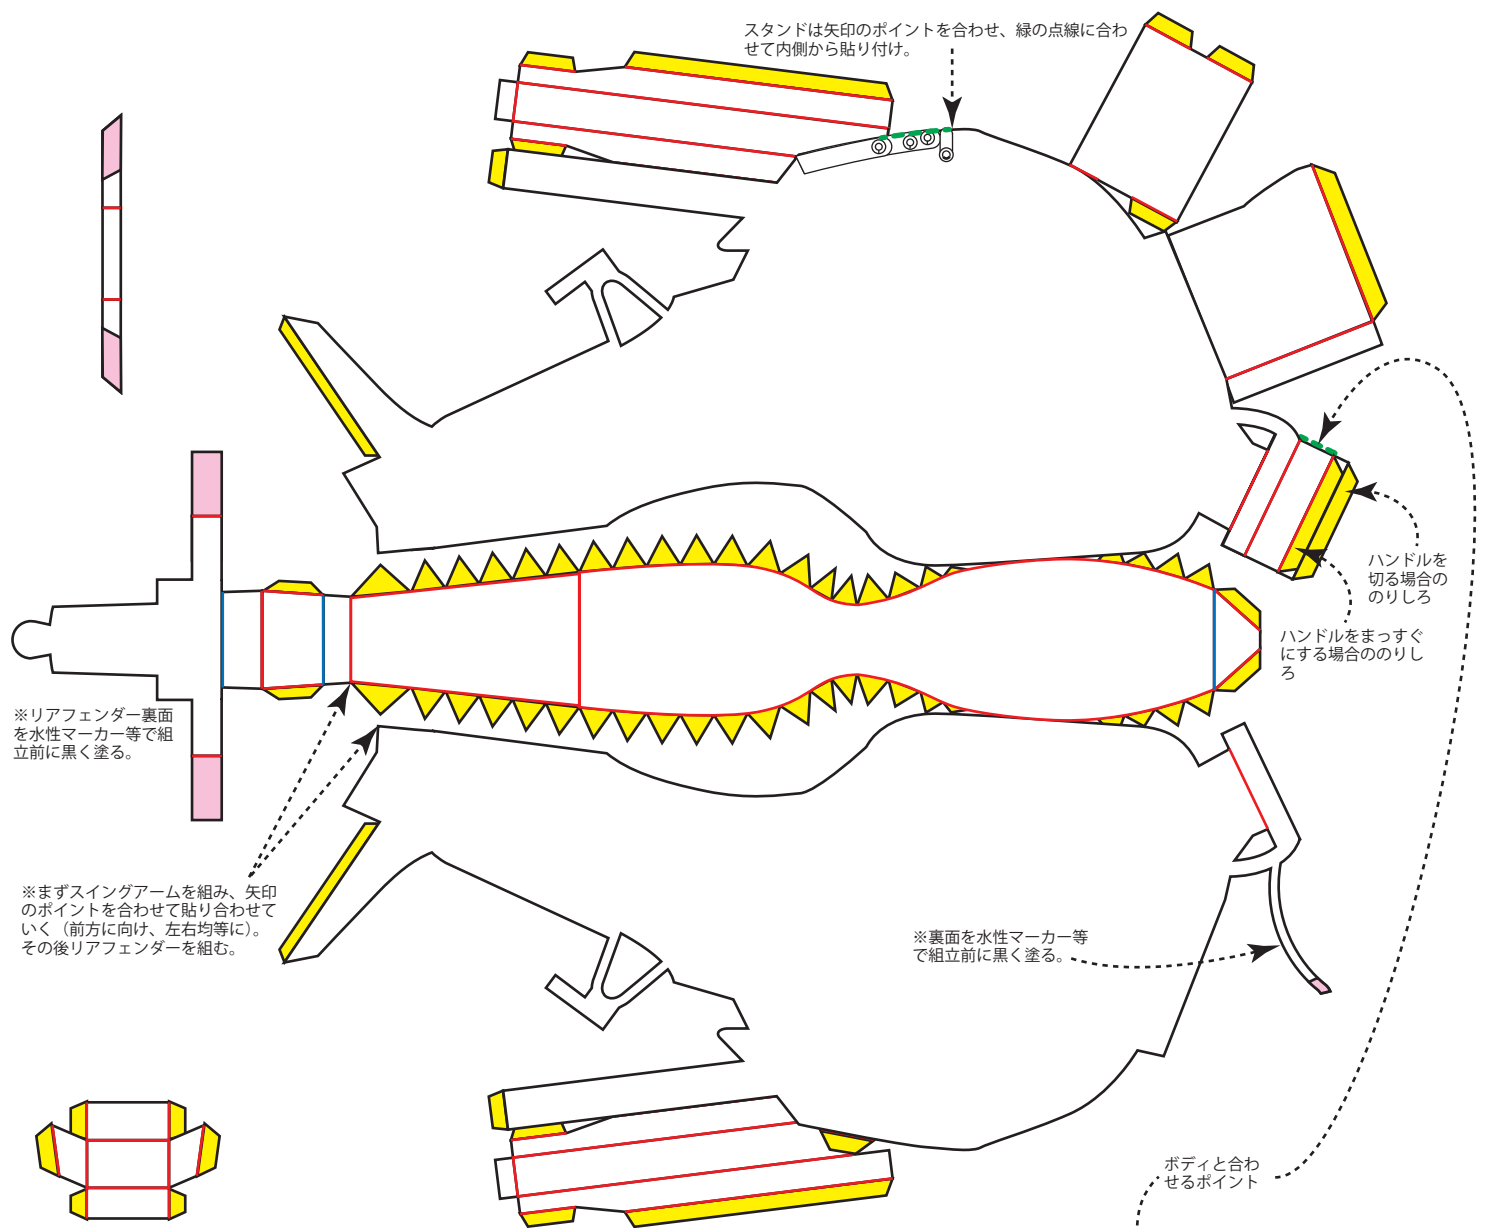 スタンドは矢印のポイントを合わせ、緑の点線に合わ
せて内側から貼り付け。
ハンドルを
切る場合の
のりしろ
ハンドルをまっすぐ
にする場合ののりし
ろ
※リアフェンダー裏面
を水性マーカー等で組
立前に黒く塗る。
※まずスイングアームを組み、矢印
のポイントを合わせて貼り合わせて
いく（前方に向け、左右均等に）。
その後リアフェンダーを組む。
※裏面を水性マーカー等
で組立前に黒く塗る。
ボディと合わ
せるポイント